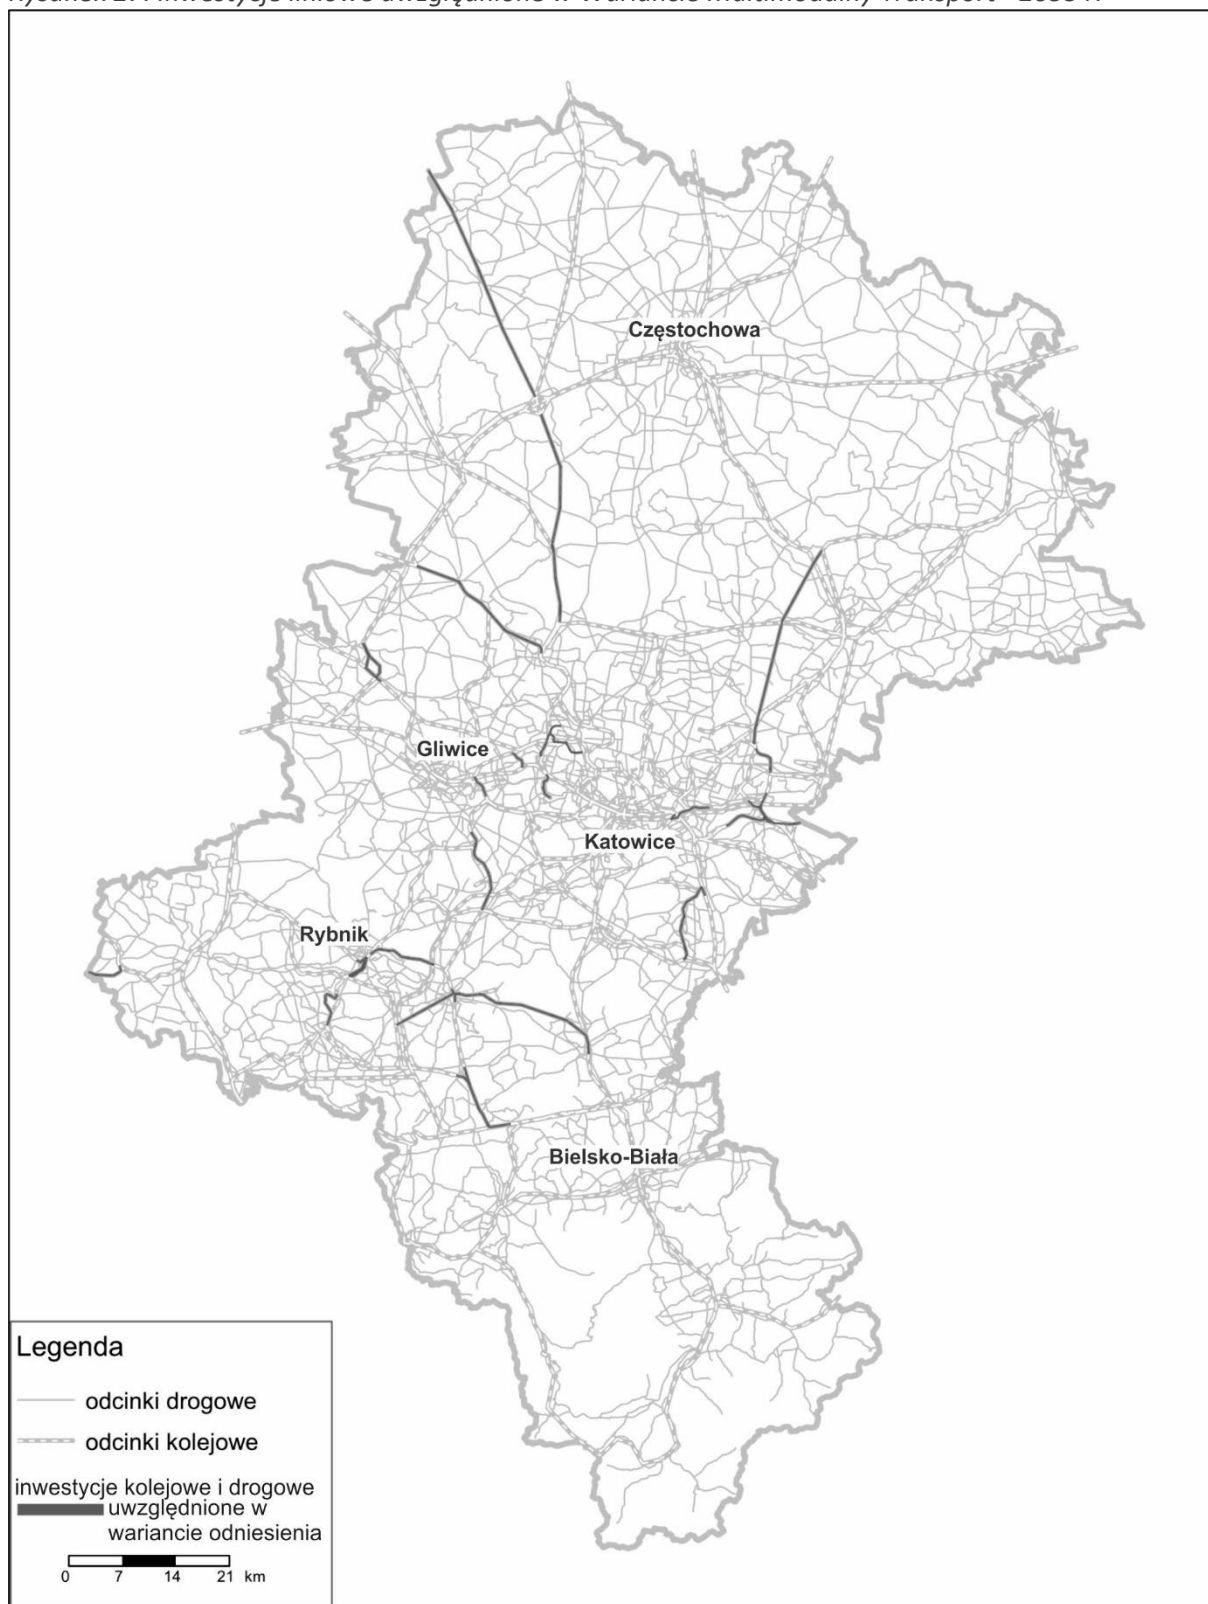 Częstochowa
Gliwice
Katowice
Rybnik
Bielsko-Biała
Legenda
odcinki drogowe
odcinki kolejowe
inwestycje kolejowe i drogowe
uwzględnione w
wariancie odniesienia
0 7 14 21 km